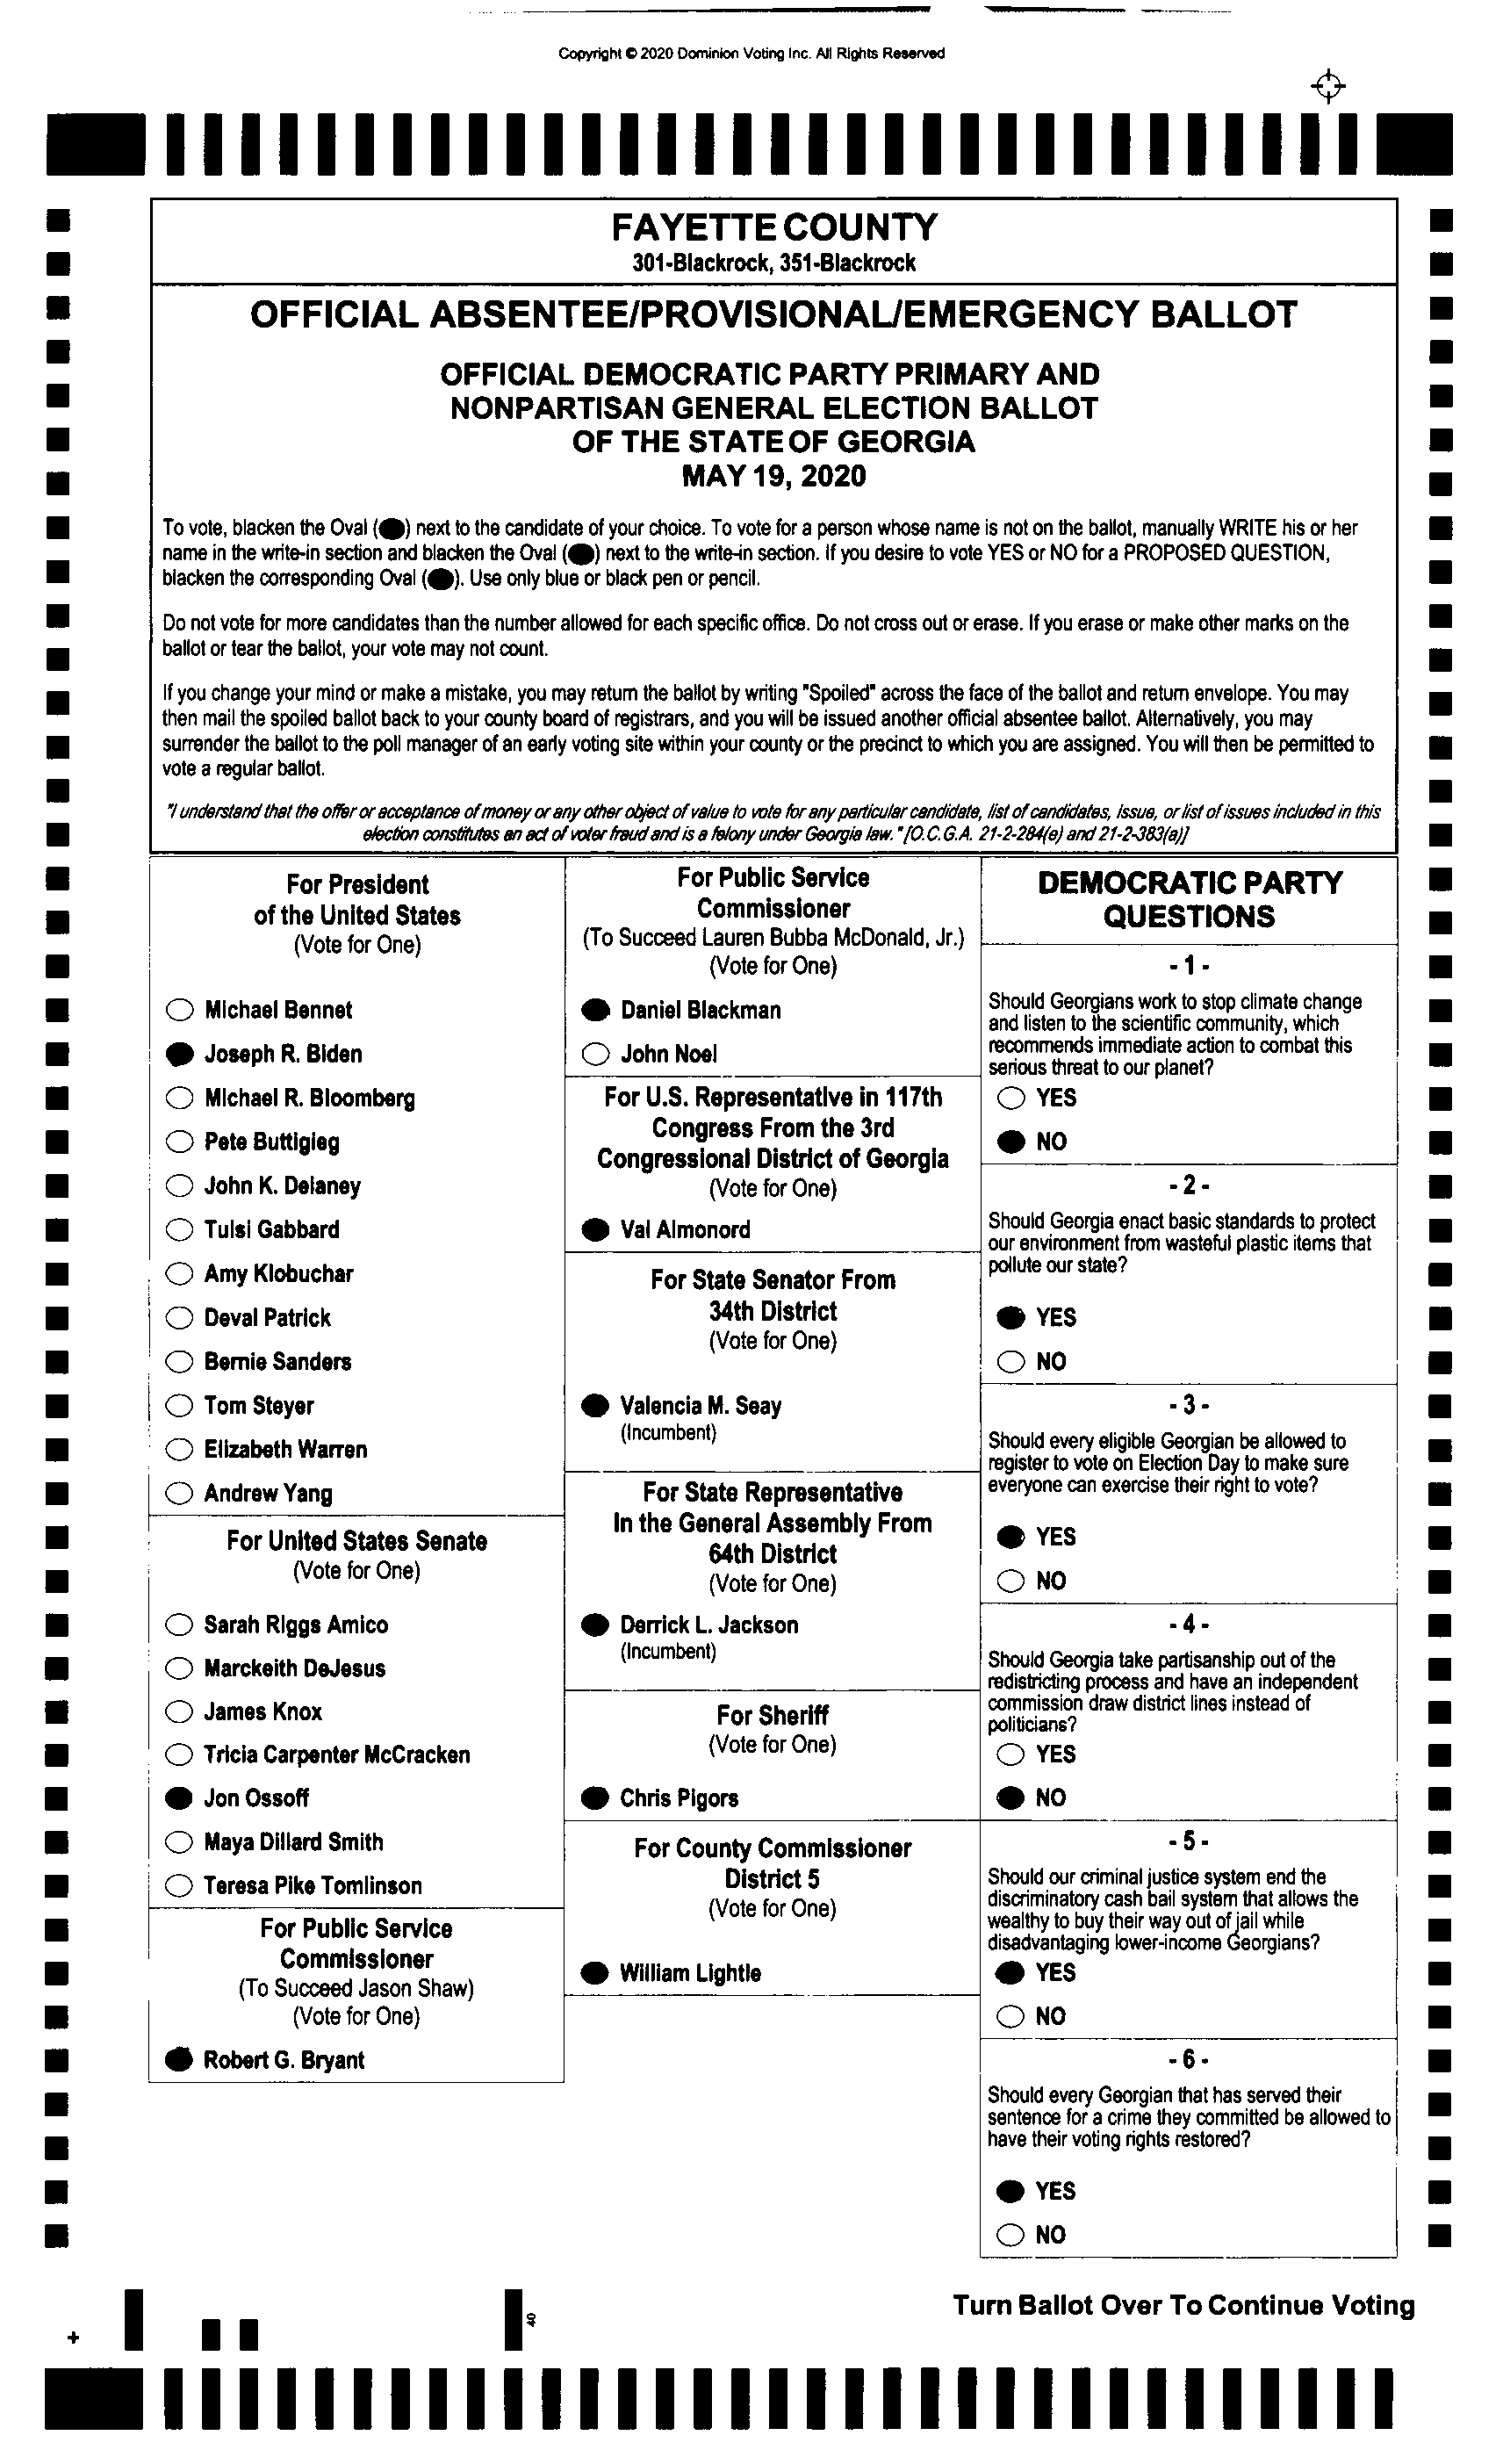 Copyright © 2020 Dominion Voting Inc. All Rights Reserved
FAYETTE COUNTY
301-Blackrock, 351-Blackrock
OFFICIAL ABSENTEE/PROVISIONAL/EMERGENCY BALLOT
OFFICIAL DEMOCRATIC PARTY PRIMARY AND
NONPARTISAN GENERAL ELECTION BALLOT
OF THE STATE OF GEORGIA
MAY 19, 2020
To vote, blacken the Oval (●) next to the candidate of your choice. To vote for a person whose name is not on the ballot, manually WRITE his or her
name in the write-in section and blacken the Oval (●) next to the write-in section. If you desire to vote YES or NO for a PROPOSED QUESTION,
blacken the corresponding Oval (●). Use only blue or black pen or pencil.
Do not vote for more candidates than the number allowed for each specific office. Do not cross out or erase. If you erase or make other marks on the
ballot or tear the ballot, your vote may not count.
If you change your mind or make a mistake, you may return the ballot by writing "Spoiled" across the face of the ballot and return envelope. You may
then mail the spoiled ballot back to your county board of registrars, and you will be issued another official absentee ballot. Alternatively, you may
surrender the ballot to the poll manager of an early voting site within your county or the precinct to which you are assigned. You will then be permitted to
vote a regular ballot.
"I understand that the offer or acceptance of money or any other object of value to vote for any particular candidate, list of candidates, issue, or list of issues included in this
election constitutes an act of voter fraud and is a felony under Georgia law." [O.C.G.A. 21-2-284(e) and 21-2-383(a)]
For President
of the United States
(Vote for One)
Michael Bennet
Joseph R. Biden
Michael R. Bloomberg
Pete Buttigieg
John K. Delaney
Tulsi Gabbard
Amy Klobuchar
Deval Patrick
Bernie Sanders
Tom Steyer
Elizabeth Warren
Andrew Yang
For United States Senate
(Vote for One)
Sarah Riggs Amico
Marckeith DeJesus
James Knox
Tricia Carpenter McCracken
Jon Ossoff
Maya Dillard Smith
Teresa Pike Tomlinson
For Public Service
Commissioner
(To Succeed Jason Shaw)
(Vote for One)
Robert G. Bryant
For Public Service
Commissioner
(To Succeed Lauren Bubba McDonald, Jr.)
(Vote for One)
Daniel Blackman
John Noel
For U.S. Representative in 117th
Congress From the 3rd
Congressional District of Georgia
(Vote for One)
Val Almonord
For State Senator From
34th District
(Vote for One)
Valencia M. Seay
(Incumbent)
For State Representative
In the General Assembly From
64th District
(Vote for One)
Derrick L. Jackson
(Incumbent)
For Sheriff
(Vote for One)
Chris Pigors
For County Commissioner
District 5
(Vote for One)
William Lightle
DEMOCRATIC PARTY
QUESTIONS
- 1 -
Should Georgians work to stop climate change
and listen to the scientific community, which
recommends immediate action to combat this
serious threat to our planet?
YES
NO
- 2 -
Should Georgia enact basic standards to protect
our environment from wasteful plastic items that
pollute our state?
YES
NO
- 3 -
Should every eligible Georgian be allowed to
register to vote on Election Day to make sure
everyone can exercise their right to vote?
YES
NO
- 4 -
Should Georgia take partisanship out of the
redistricting process and have an independent
commission draw district lines instead of
politicians?
YES
NO
- 5 -
Should our criminal justice system end the
discriminatory cash bail system that allows the
wealthy to buy their way out of jail while
disadvantaging lower-income Georgians?
YES
NO
- 6 -
Should every Georgian that has served their
sentence for a crime they committed be allowed to
have their voting rights restored?
YES
NO
Turn Ballot Over To Continue Voting
40